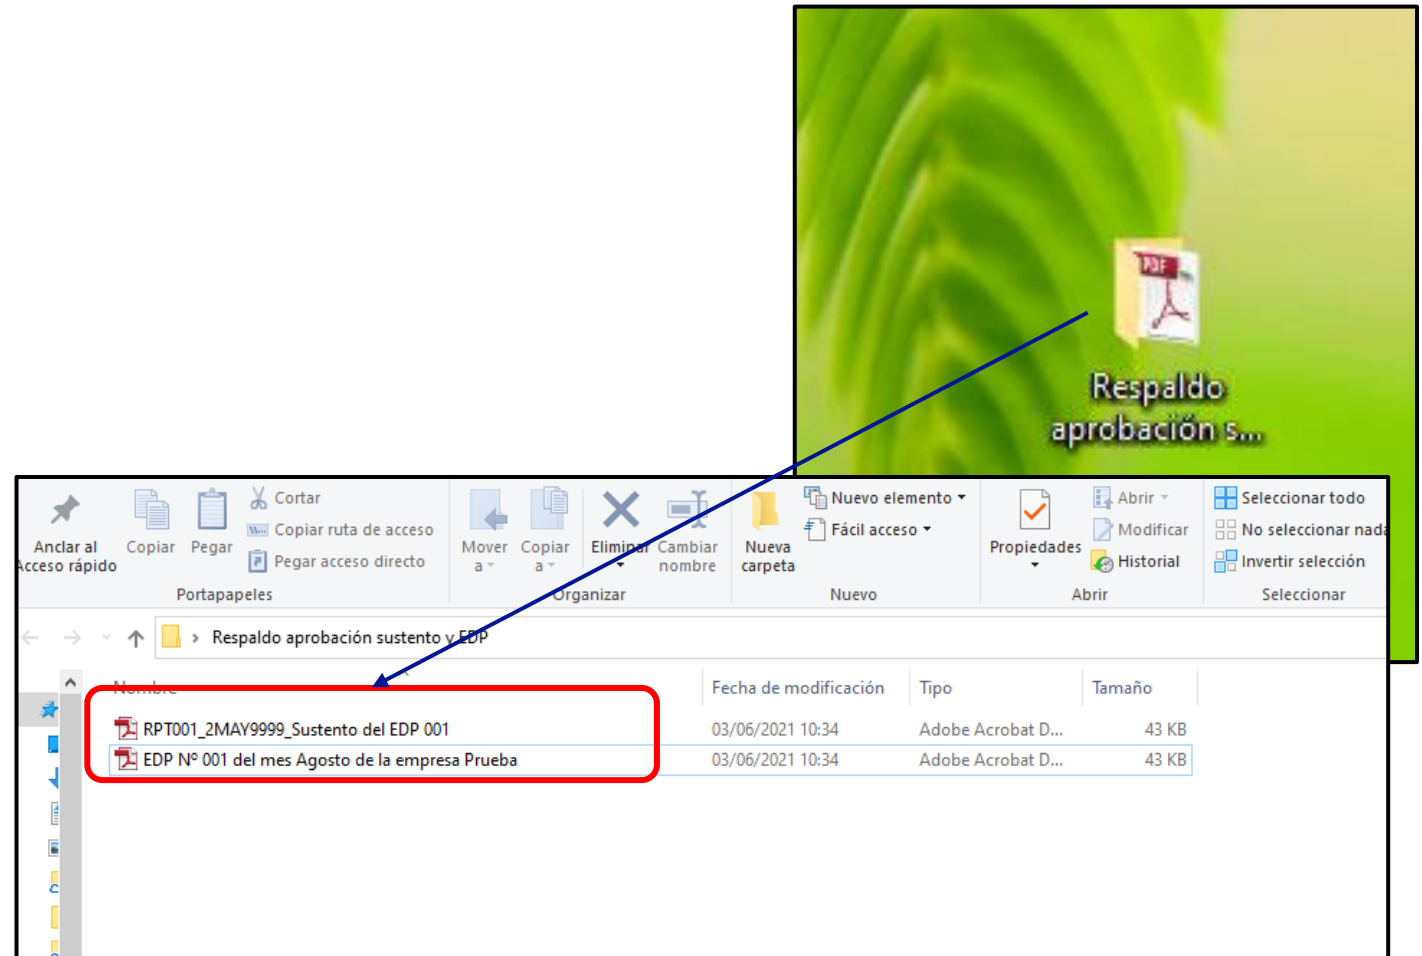 PDF
Respaldo
aprobación s...
Anclar al
Acceso rápido
Copiar
Pegar
Cortar
Copiar ruta de acceso
Pegar acceso directo
Portapapeles
Mover
a
Copiar
a
Eliminar
Cambiar
nombre
Organizar
Nueva
carpeta
Nuevo elemento
Fácil acceso
Nuevo
Propiedades
Abrir
Modificar
Historial
Abrir
Seleccionar todo
No seleccionar nada
Invertir selección
Seleccionar
Respaldo aprobación sustento y EDP
Nombre Fecha de modificación Tipo Tamaño
RPT001_2MAY9999_Sustento del EDP 001 03/06/2021 10:34 Adobe Acrobat D... 43 KB
EDP Nº 001 del mes Agosto de la empresa Prueba 03/06/2021 10:34 Adobe Acrobat D... 43 KB